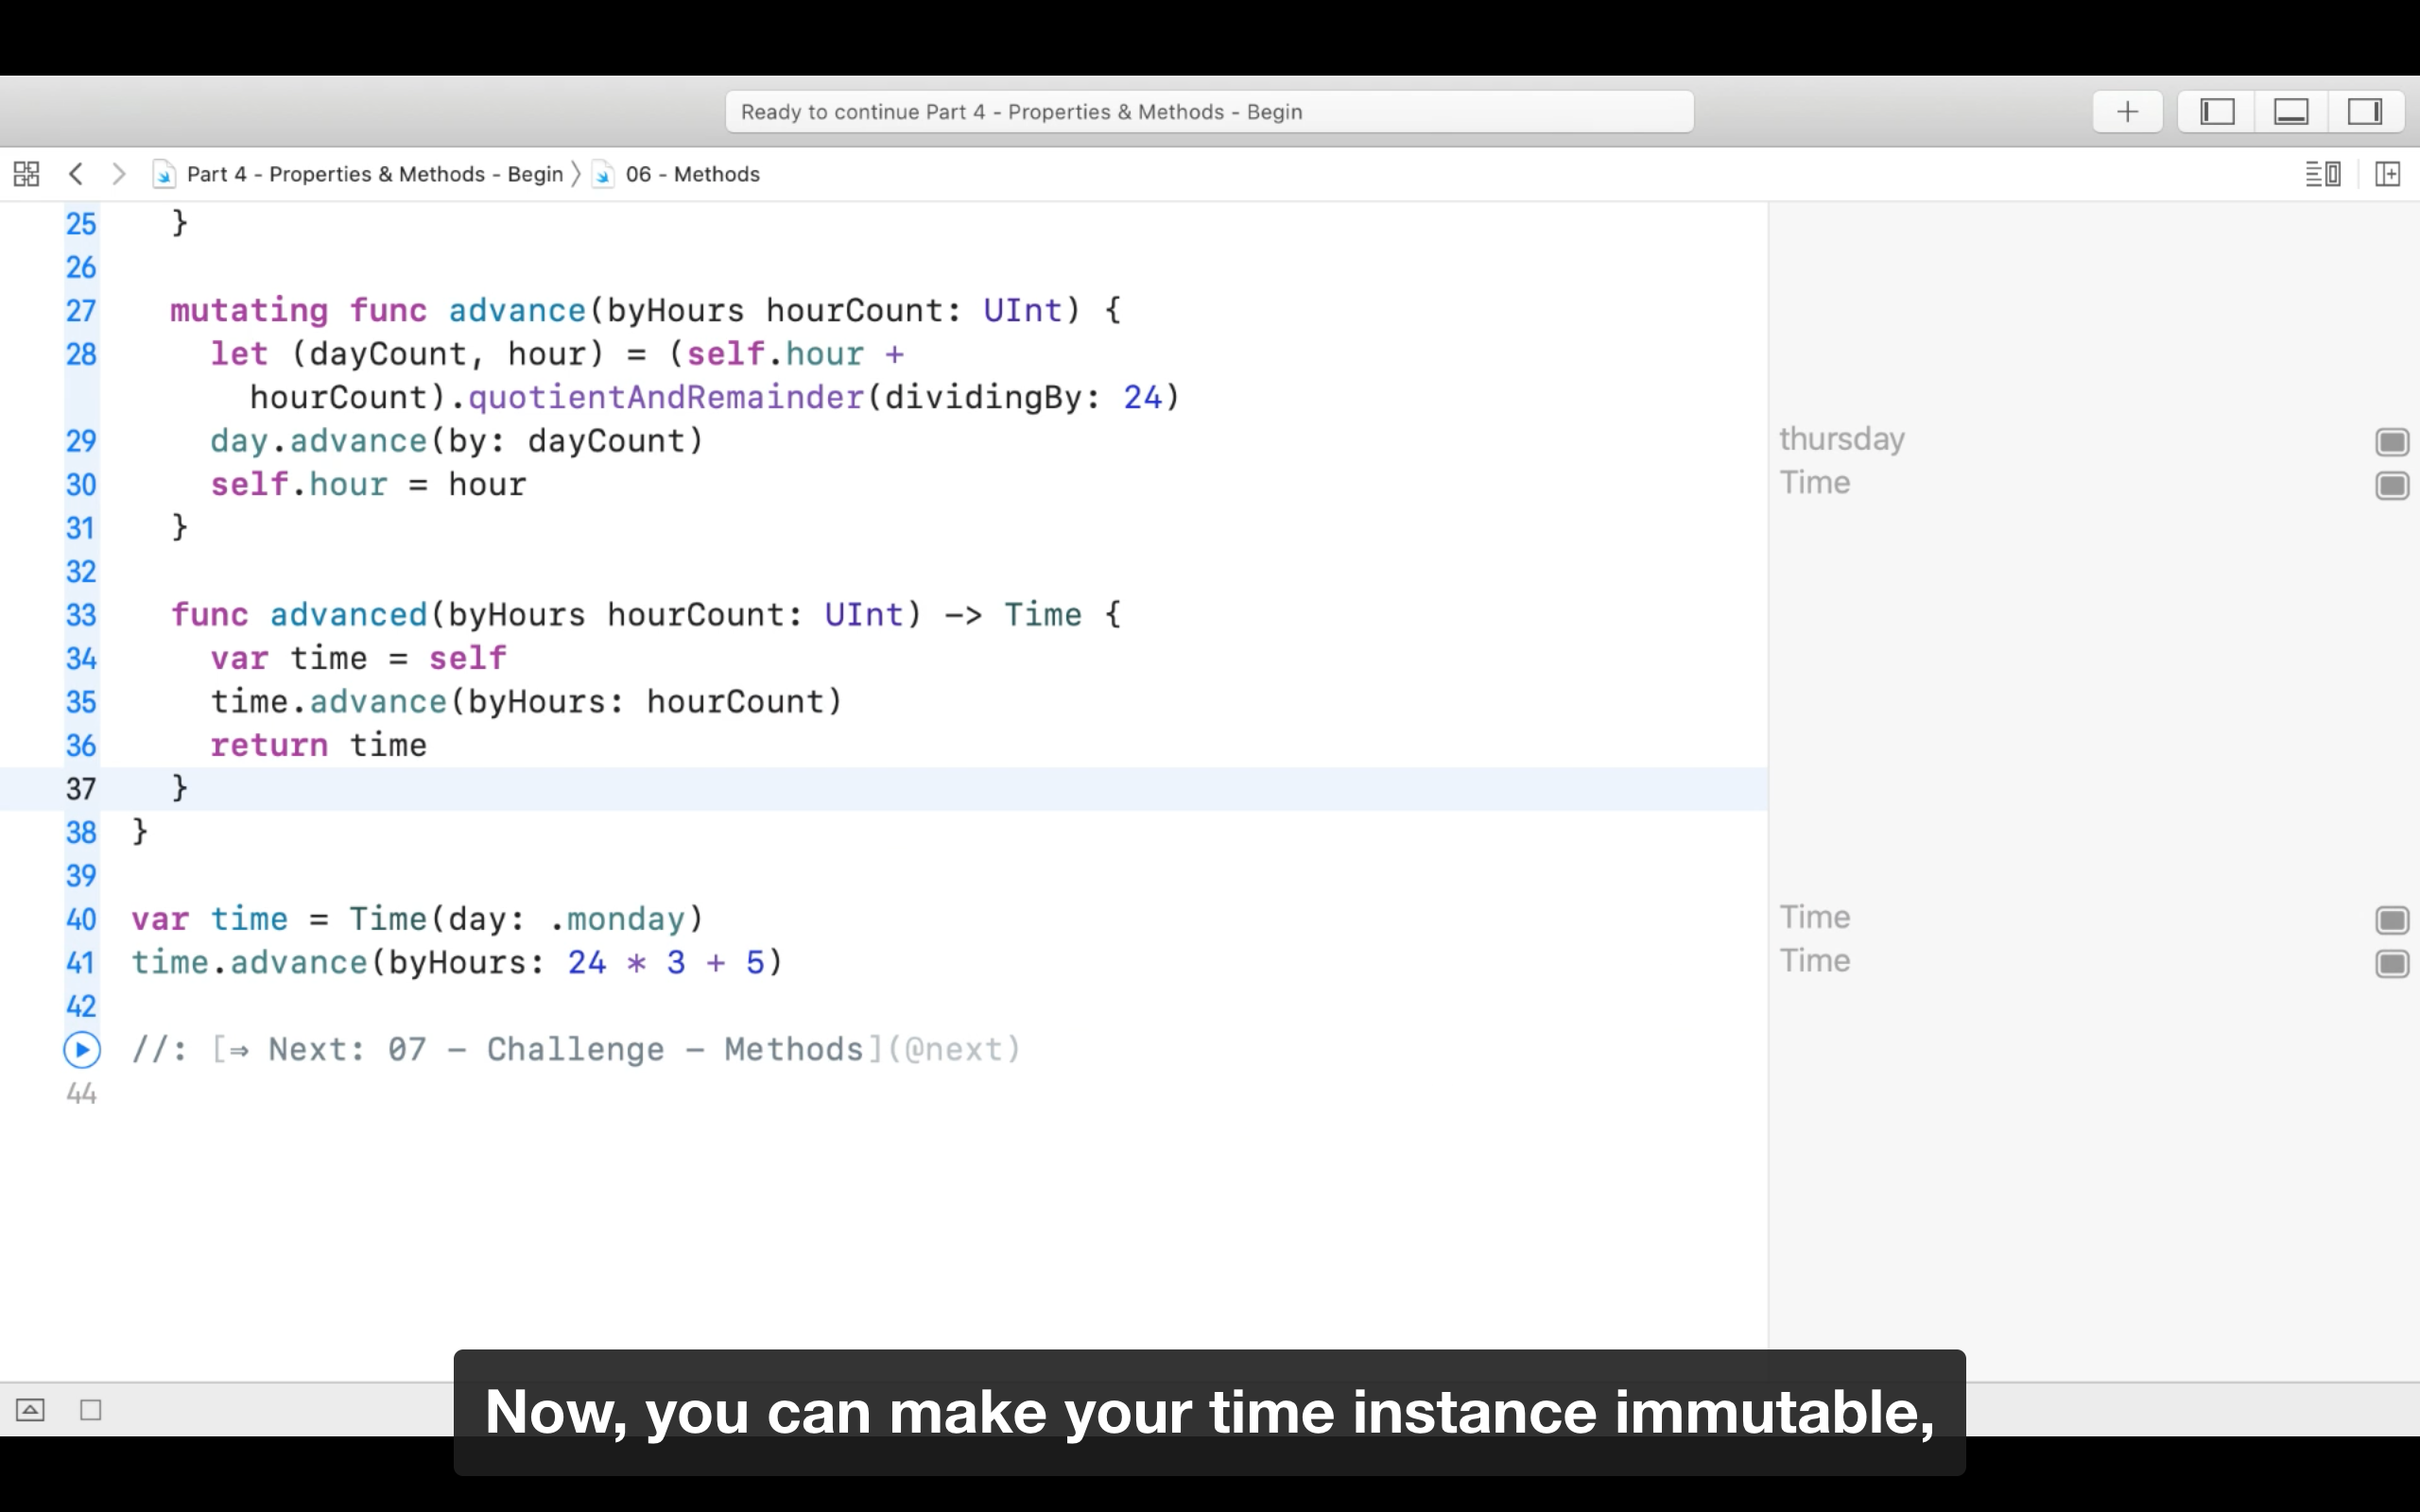 Ready to continue Part 4 - Properties & Methods - Begin
Part 4 - Properties & Methods - Begin 〉 06 - Methods
25 }
26
27 mutating func advance(byHours hourCount: UInt) {
28 let (dayCount, hour) = (self.hour +
hourCount).quotientAndRemainder(dividingBy: 24)
29 day.advance(by: dayCount) thursday
30 self.hour = hour Time
31 }
32
33 func advanced(byHours hourCount: UInt) -> Time {
34 var time = self
35 time.advance(byHours: hourCount)
36 return time
37 }
38 }
39
40 var time = Time(day: .monday) Time
41 time.advance(byHours: 24 * 3 + 5) Time
42
//: [⇒ Next: 07 - Challenge - Methods](@next)
44
Now, you can make your time instance immutable,